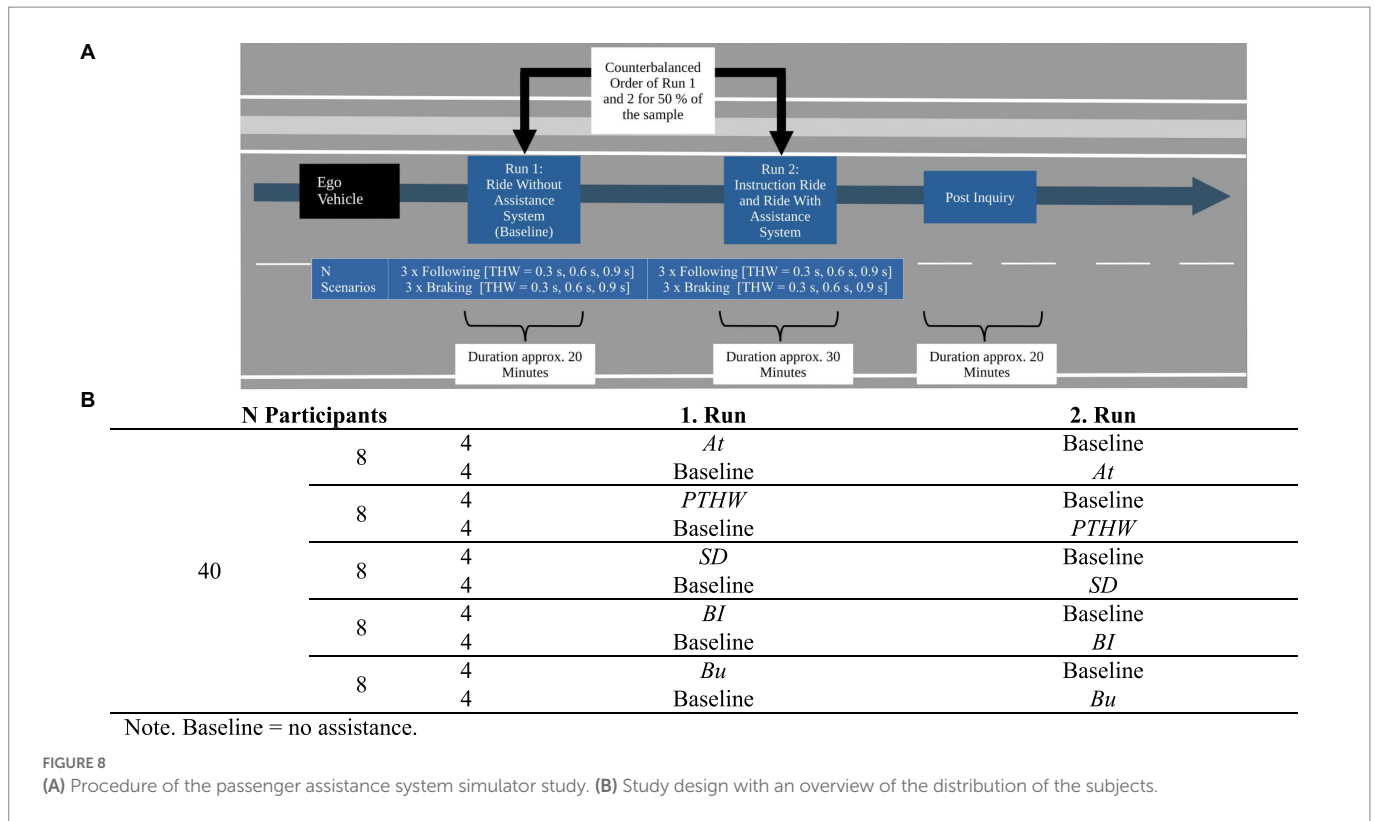 A
Counterbalanced
Order of Run 1
and 2 for 50 % of
the sample
Ego
Vehicle
Run 1:
Ride Without
Assistance
System
(Baseline)
Run 2:
Instruction Ride
and Ride With
Assistance
System
Post Inquiry
N
Scenarios
3 x Following [THW = 0.3 s, 0.6 s, 0.9 s]
3 x Braking [THW = 0.3 s, 0.6 s, 0.9 s]
3 x Following [THW = 0.3 s, 0.6 s, 0.9 s]
3 x Braking [THW = 0.3 s, 0.6 s, 0.9 s]
Duration approx. 20
Minutes
Duration approx. 30
Minutes
Duration approx. 20
Minutes
B
N Participants 1. Run 2. Run
40
8
4 At Baseline
4 Baseline At
8
4 PTHW Baseline
4 Baseline PTHW
8
4 SD Baseline
4 Baseline SD
8
4 BI Baseline
4 Baseline BI
8
4 Bu Baseline
4 Baseline Bu
Note. Baseline = no assistance.
FIGURE 8
(A) Procedure of the passenger assistance system simulator study. (B) Study design with an overview of the distribution of the subjects.